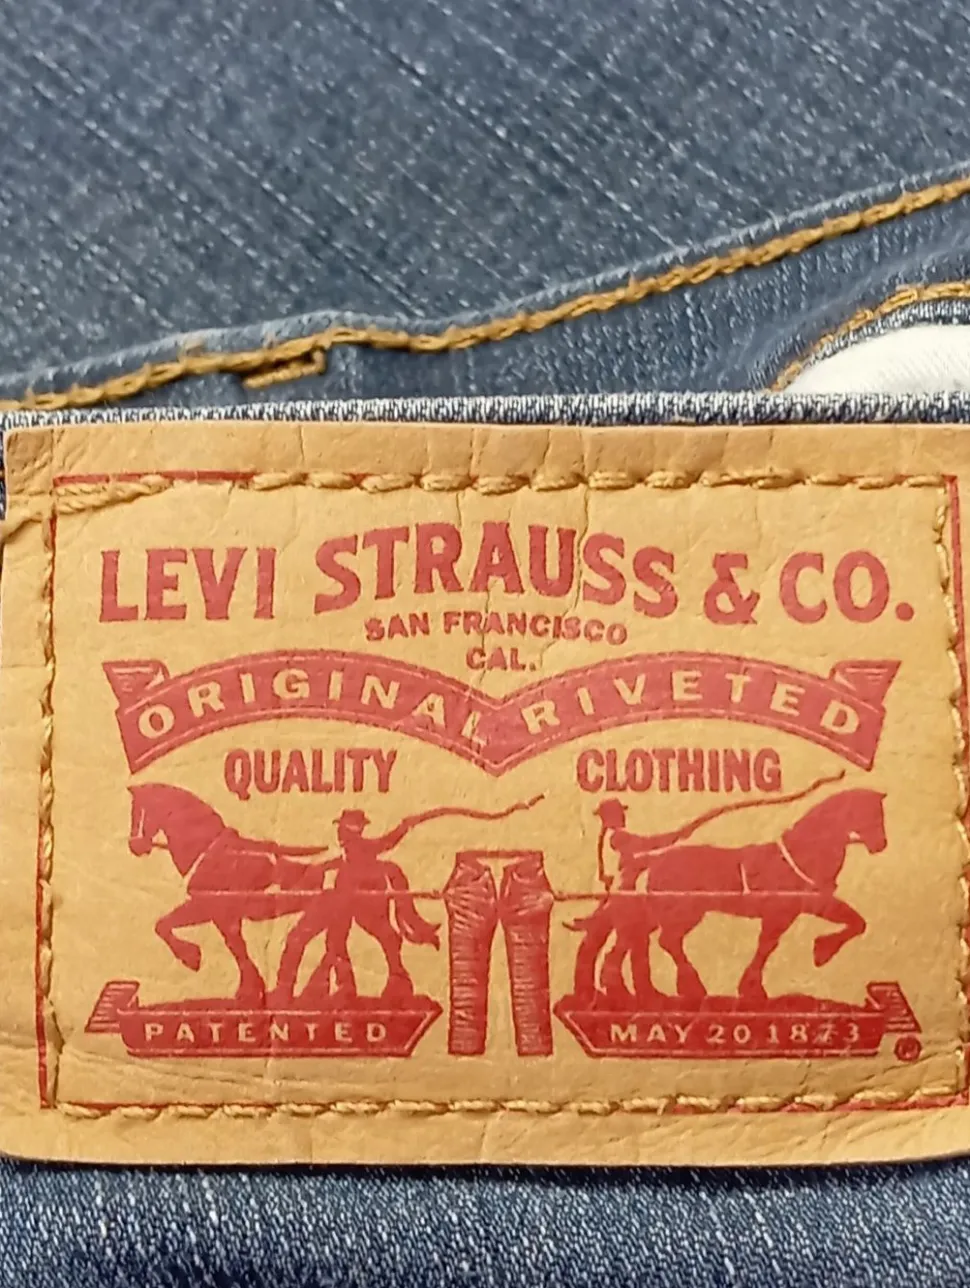 LEVI STRAUSS & CO.
SAN FRANCISCO
CAL.
ORIGINAL RIVETED
QUALITY CLOTHING
PATENTED MAY 20 1873
®